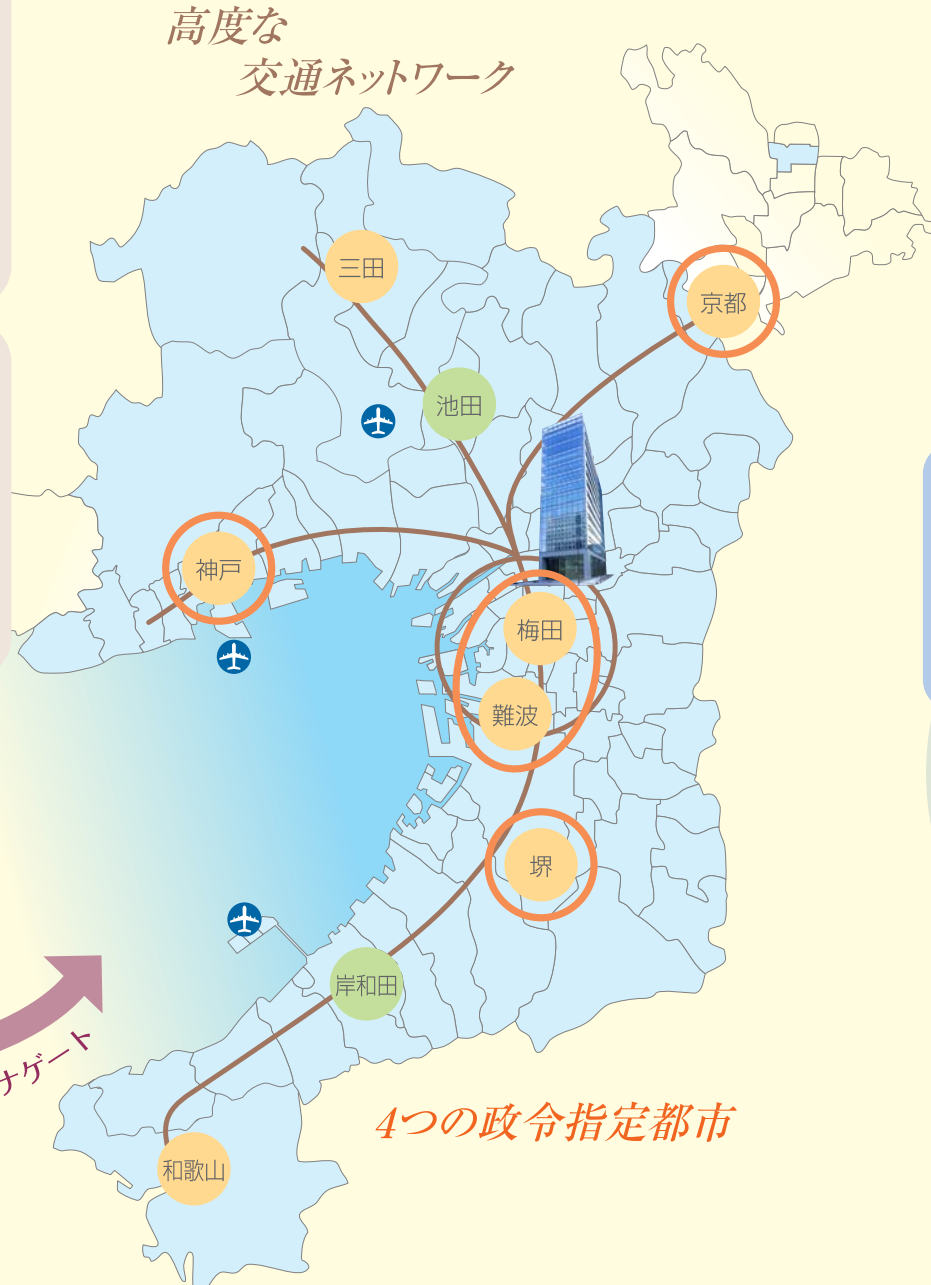 高度な
交通ネットワーク
三田
京都
池田
神戸
梅田
難波
堺
岸和田
ナゲート
4つの政令指定都市
和歌山